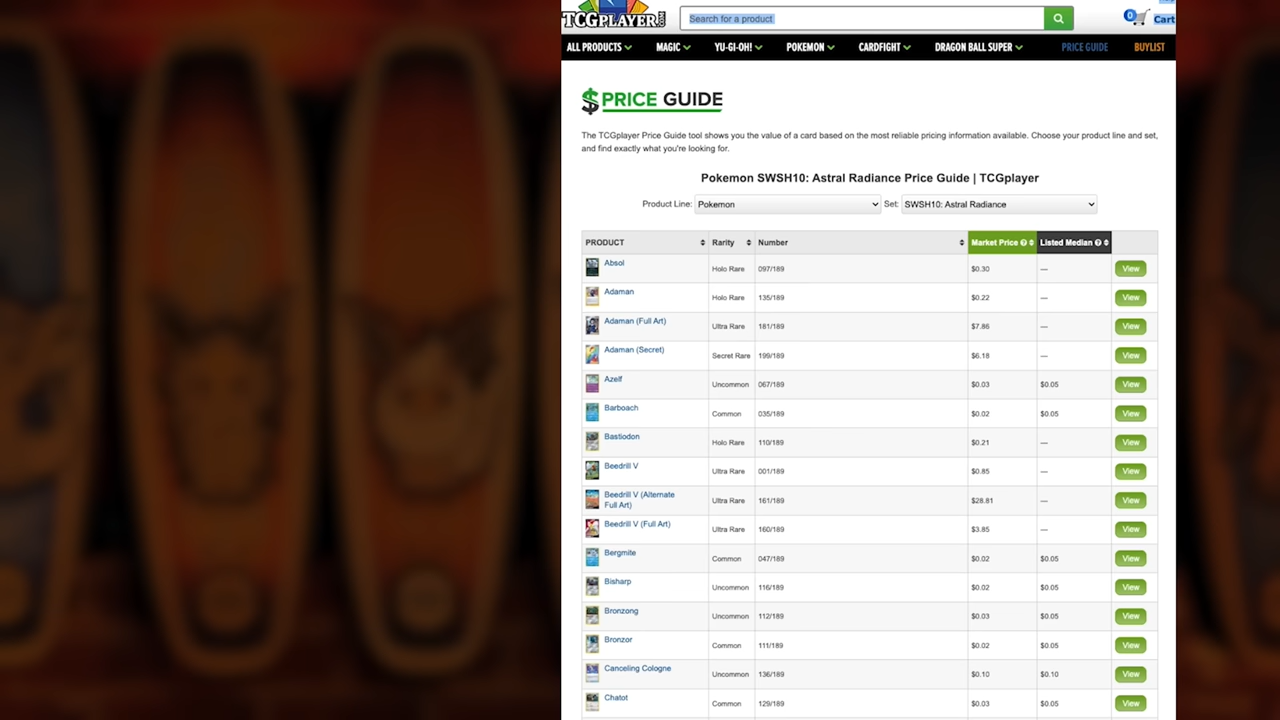 TCGPLAYER.COM
Search for a product
0
Cart
ALL PRODUCTS MAGIC YU-GI-OH! POKEMON CARDFIGHT DRAGON BALL SUPER PRICE GUIDE BUYLIST
$ PRICE GUIDE
The TCGplayer Price Guide tool shows you the value of a card based on the most reliable pricing information available. Choose your product line and set,
and find exactly what you're looking for.
Pokemon SWSH10: Astral Radiance Price Guide | TCGplayer
Product Line: Pokemon Set: SWSH10: Astral Radiance
PRODUCT Rarity Number Market Price ? Listed Median ?
Absol Holo Rare 097/189 $0.30 — View
Adaman Holo Rare 135/189 $0.22 — View
Adaman (Full Art) Ultra Rare 181/189 $7.86 — View
Adaman (Secret) Secret Rare 199/189 $6.18 — View
Azelf Uncommon 067/189 $0.03 $0.05 View
Barboach Common 035/189 $0.02 $0.05 View
Bastiodon Holo Rare 110/189 $0.21 — View
Beedrill V Ultra Rare 001/189 $0.85 — View
Beedrill V (Alternate
Full Art) Ultra Rare 161/189 $28.81 — View
Beedrill V (Full Art) Ultra Rare 160/189 $3.85 — View
Bergmite Common 047/189 $0.02 $0.05 View
Bisharp Uncommon 116/189 $0.02 $0.05 View
Bronzong Uncommon 112/189 $0.03 $0.05 View
Bronzor Common 111/189 $0.02 $0.05 View
Canceling Cologne Uncommon 136/189 $0.10 $0.10 View
Chatot Common 129/189 $0.03 $0.05 View